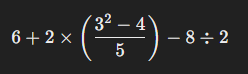 6 + 2 × ( (3² − 4) / 5 ) − 8 ÷ 2